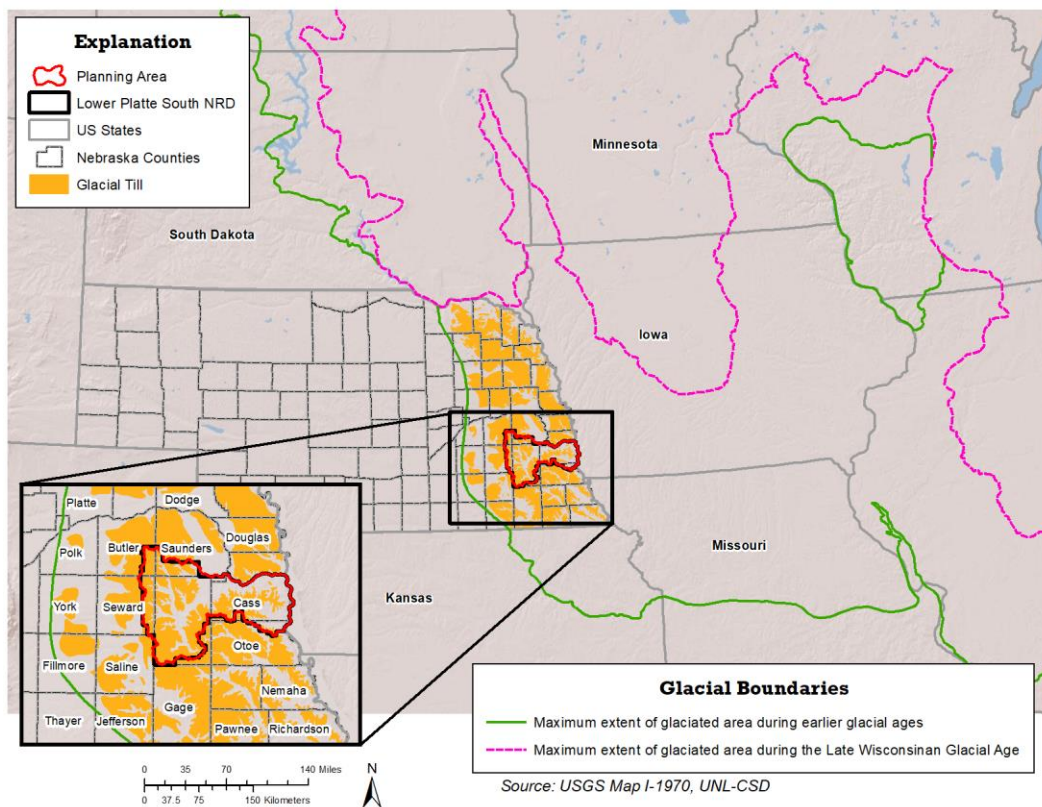 Explanation
Planning Area
Lower Platte South NRD
US States
Nebraska Counties
Glacial Till
Minnesota
South Dakota
Iowa
Missouri
Kansas
Dodge
Platte
Douglas
Butler
Saunders
Polk
York
Seward
Cass
Otoe
Fillmore
Saline
Nemaha
Gage
Thayer
Jefferson
Pawnee
Richardson
Glacial Boundaries
Maximum extent of glaciated area during earlier glacial ages
Maximum extent of glaciated area during the Late Wisconsinan Glacial Age
0 35 70 140 Miles
0 37.5 75 150 Kilometers
N
Source: USGS Map I-1970, UNL-CSD